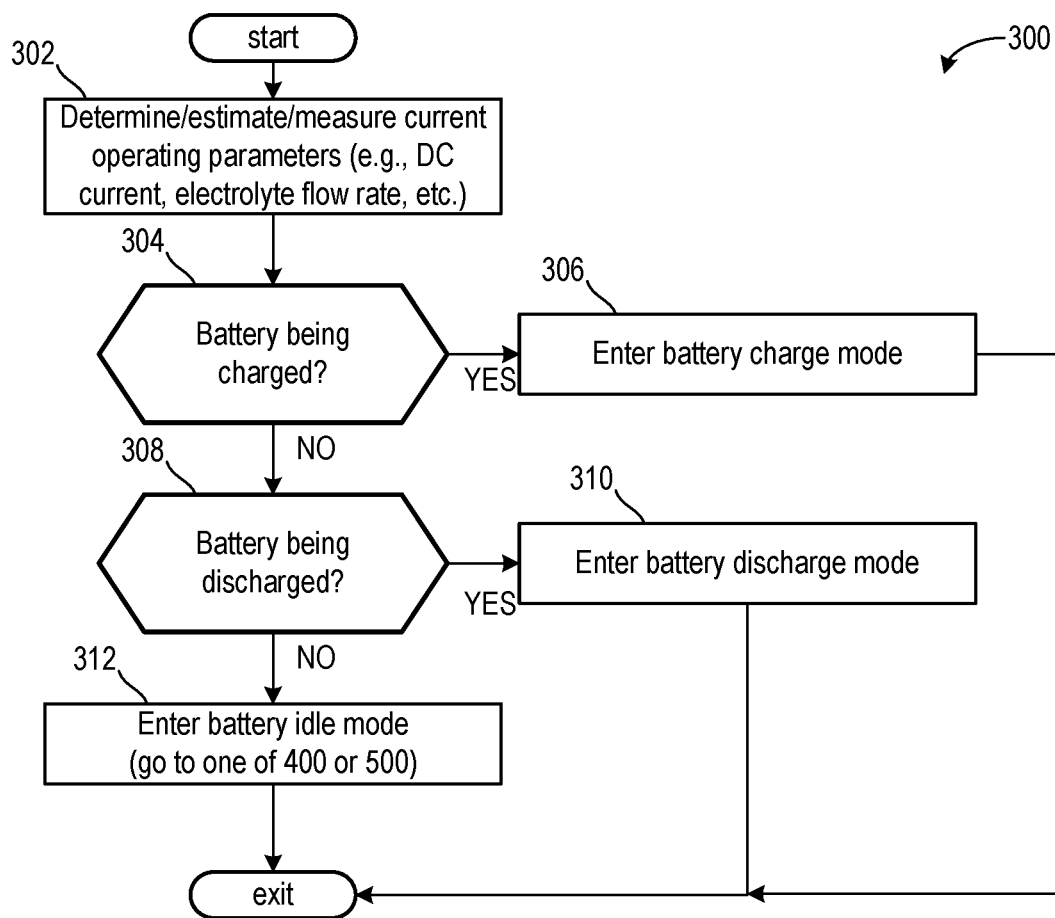 start
300
302
Determine/estimate/measure current
operating parameters (e.g., DC
current, electrolyte flow rate, etc.)
304
Battery being
charged?
YES
306
Enter battery charge mode
NO
308
Battery being
discharged?
YES
310
Enter battery discharge mode
NO
312
Enter battery idle mode
(go to one of 400 or 500)
exit